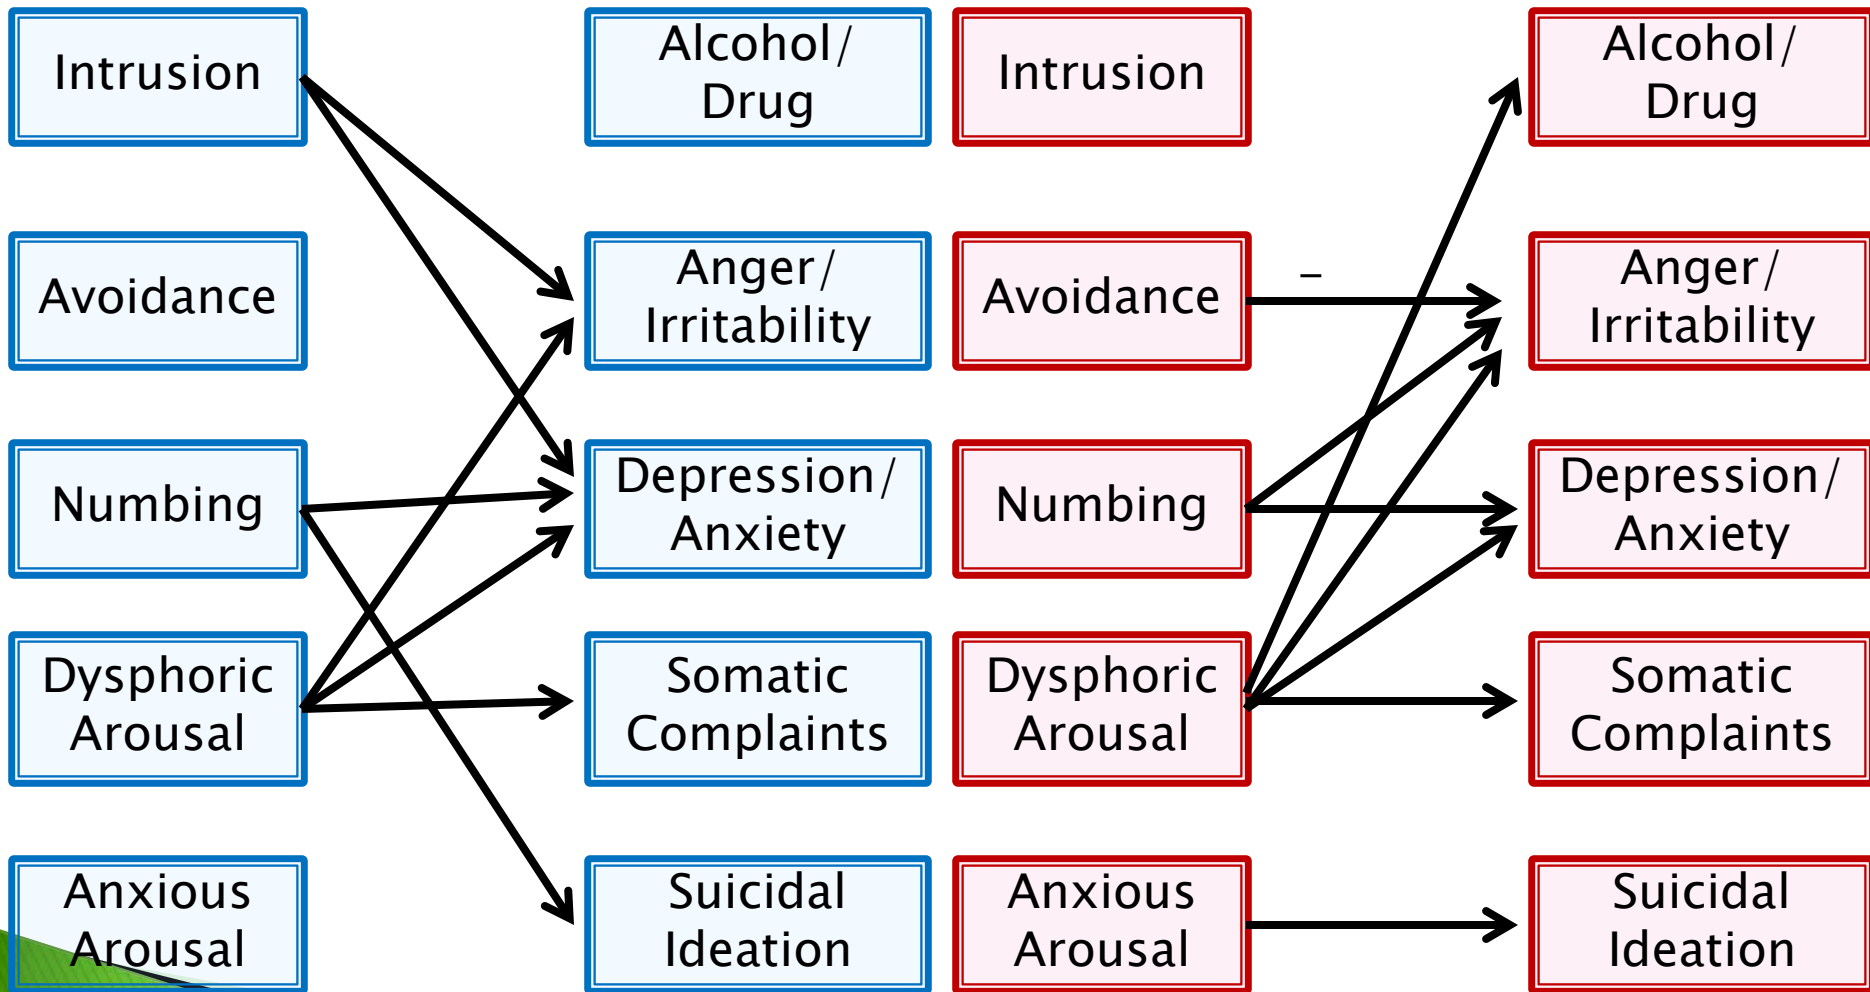 Intrusion
Alcohol/
Drug
Intrusion
Alcohol/
Drug
Avoidance
Anger/
Irritability
Avoidance
–
Anger/
Irritability
Numbing
Depression/
Anxiety
Numbing
Depression/
Anxiety
Dysphoric
Arousal
Somatic
Complaints
Dysphoric
Arousal
Somatic
Complaints
Anxious
Arousal
Suicidal
Ideation
Anxious
Arousal
Suicidal
Ideation